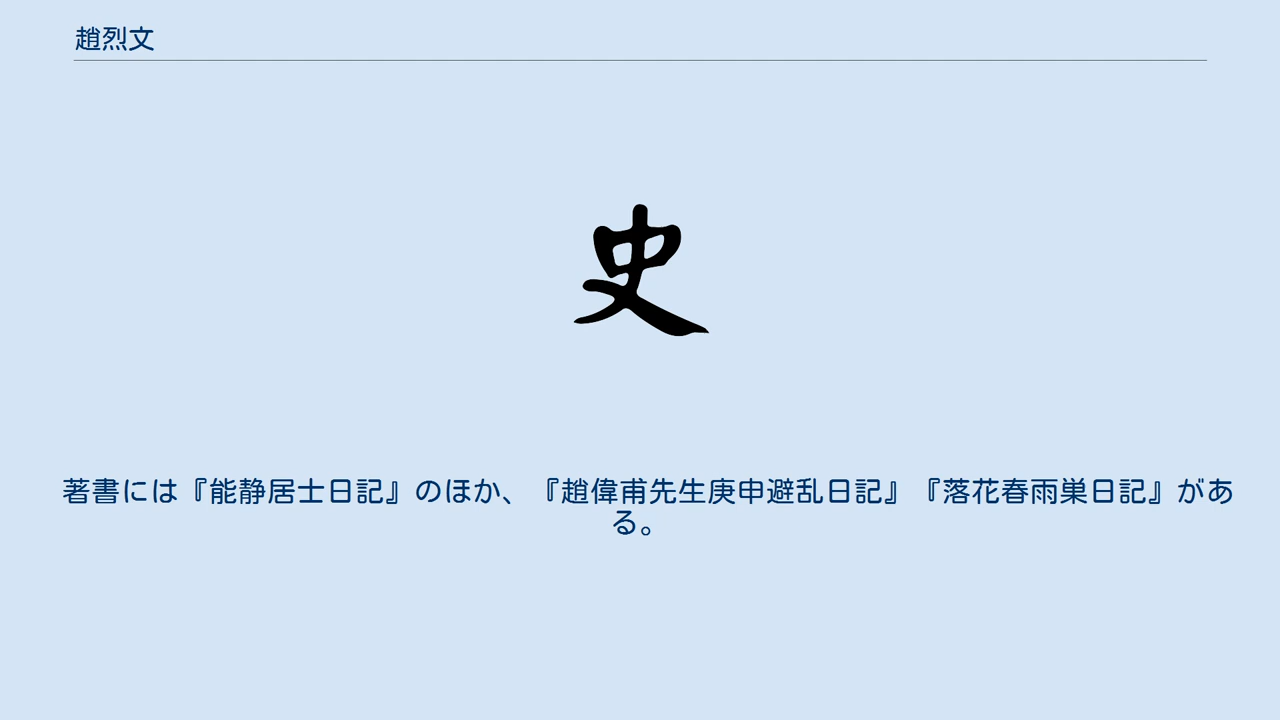 趙烈文
史
著書には『能静居士日記』のほか、『趙偉甫先生庚申避乱日記』『落花春雨巣日記』があ
る。